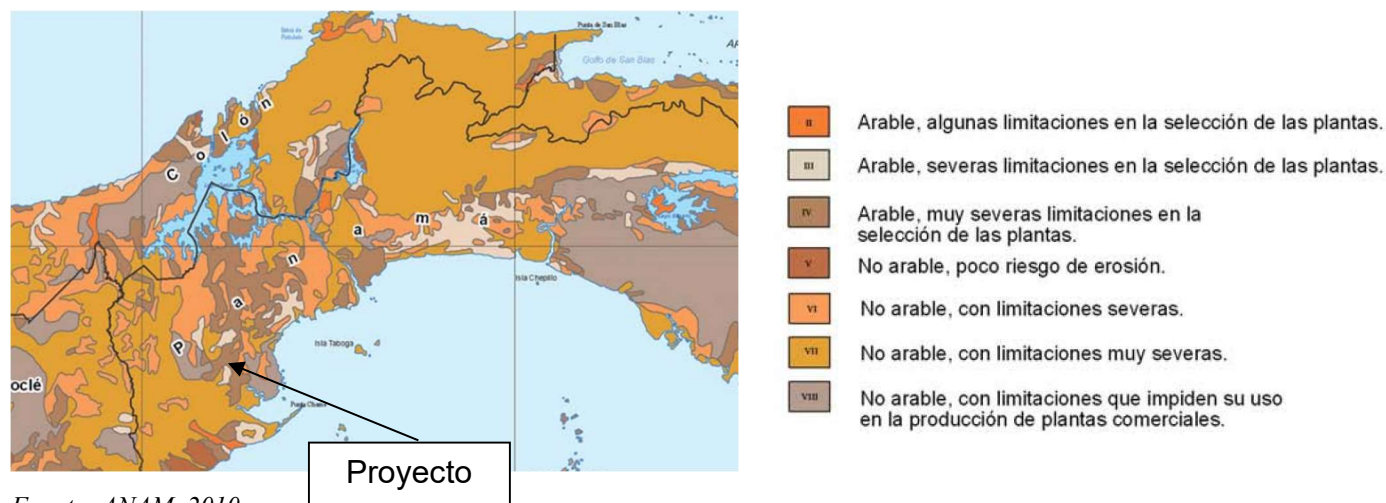 Punta de San Blas
Golfo de San Blas
Colón
Panamá
oclé
Isla Chepillo
Isla Taboga
Punta Chame
Proyecto
Fuente: ANAM, 2010
II Arable, algunas limitaciones en la selección de las plantas.
III Arable, severas limitaciones en la selección de las plantas.
IV Arable, muy severas limitaciones en la
selección de las plantas.
V No arable, poco riesgo de erosión.
VI No arable, con limitaciones severas.
VII No arable, con limitaciones muy severas.
VIII No arable, con limitaciones que impiden su uso
en la producción de plantas comerciales.